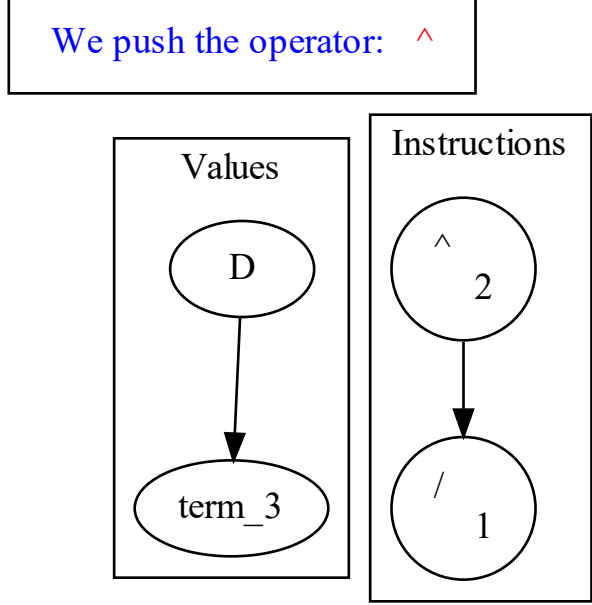 We push the operator: ^
Values
Instructions
D
^
2
term_3
/
1